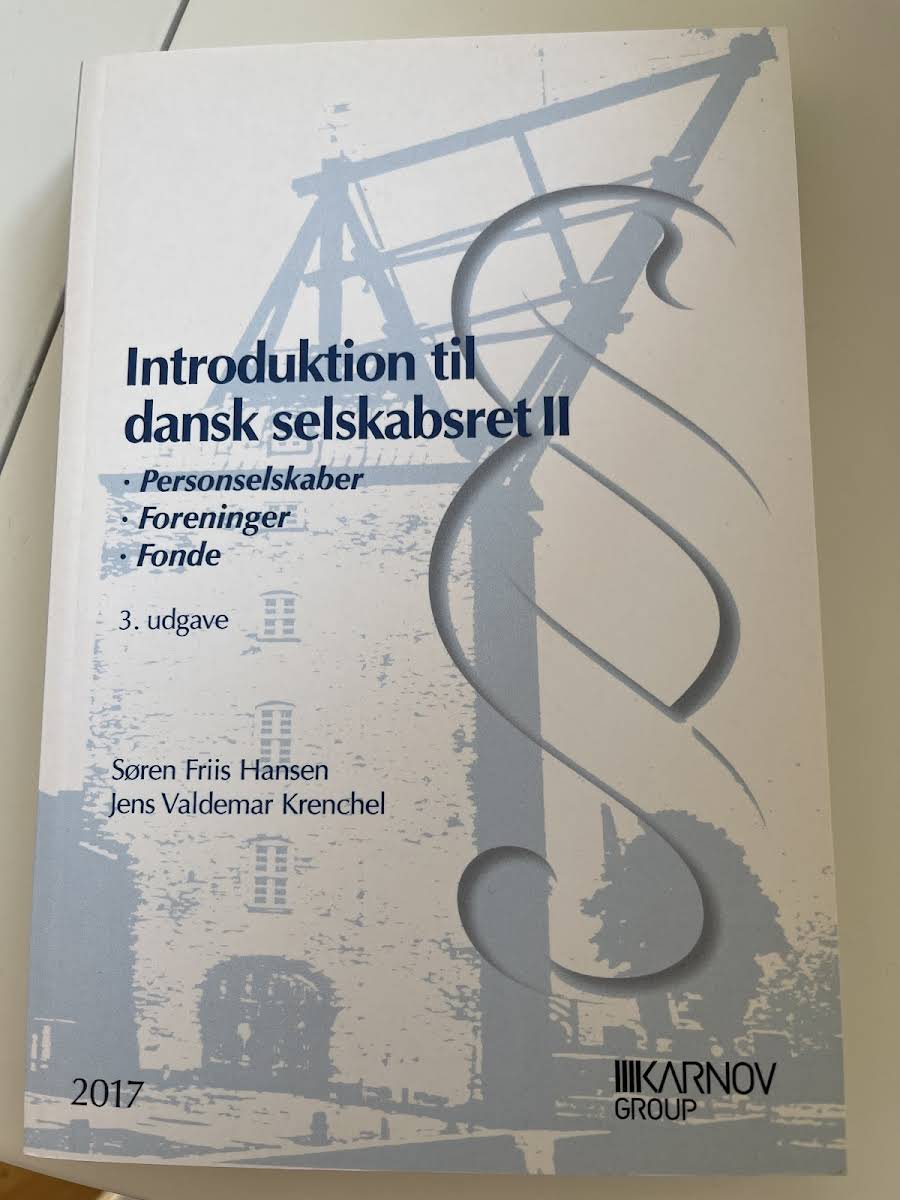 Introduktion til
dansk selskabsret II
· Personselskaber
· Foreninger
· Fonde
3. udgave
Søren Friis Hansen
Jens Valdemar Krenchel
2017
KARNOV
GROUP